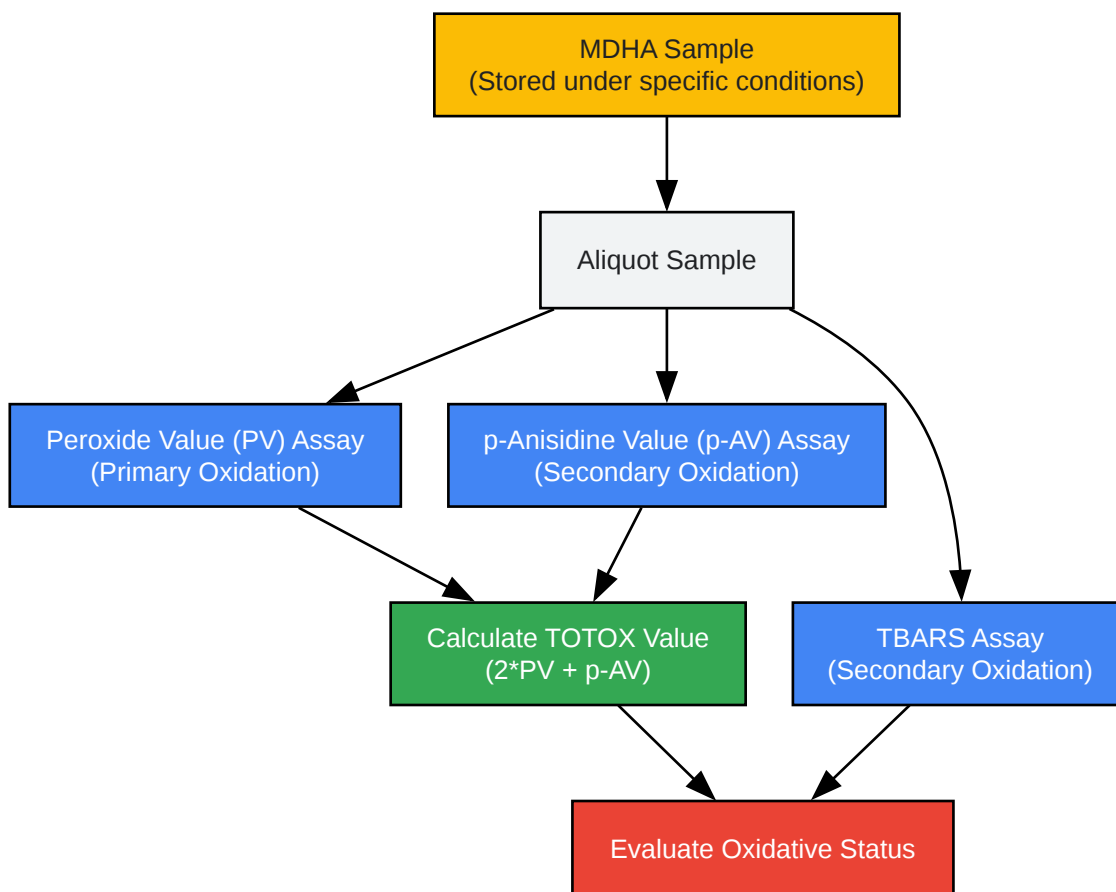 MDHA Sample
(Stored under specific conditions)
Aliquot Sample
Peroxide Value (PV) Assay
(Primary Oxidation)
p-Anisidine Value (p-AV) Assay
(Secondary Oxidation)
Calculate TOTOX Value
(2*PV + p-AV)
TBARS Assay
(Secondary Oxidation)
Evaluate Oxidative Status